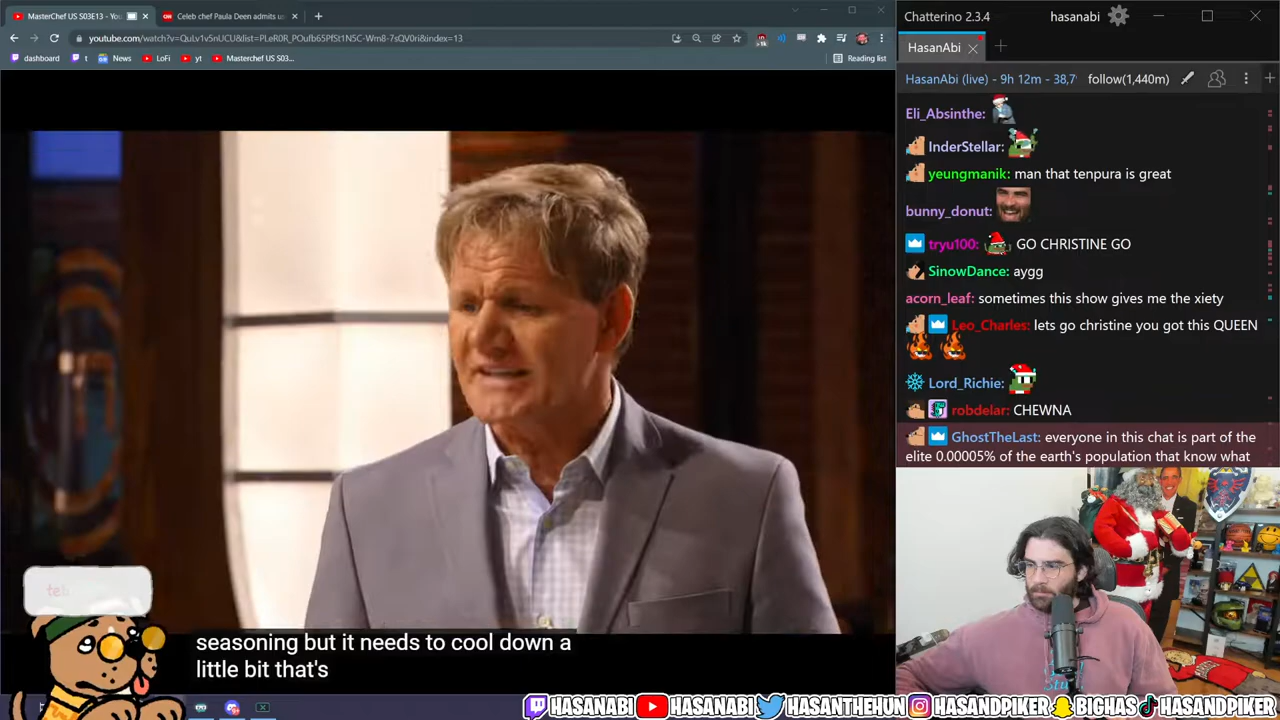 MasterChef US S03E13 - You
Celeb chef Paula Deen admits us
youtube.com/watch?v=QuLv1v5nUCU&list=PLeR0R_POufb65PfSt1N5C-Wm8-7sQV0ri&index=13
dashboard
t
News
LoFi
yt
Masterchef US S03...
Reading list
seasoning but it needs to cool down a
little bit that's
Chatterino 2.3.4
hasanabi
HasanAbi
HasanAbi (live) - 9h 12m - 38,7
follow(1,440m)
Eli_Absinthe:
InderStellar:
yeungmanik: man that tenpura is great
bunny_donut:
tryu100: GO CHRISTINE GO
SinowDance: aygg
acorn_leaf: sometimes this show gives me the xiety
Leo_Charles: lets go christine you got this QUEEN
Lord_Richie:
robdelar: CHEWNA
GhostTheLast: everyone in this chat is part of the
elite 0.00005% of the earth's population that know what
HASANABI
HASANABI
HASANTHEHUN
HASANDPIKER
BIGHAS
HASANDPIKER